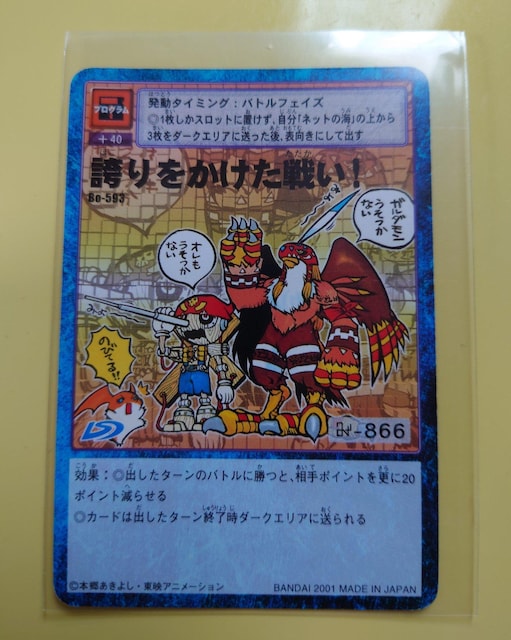 プログラム
+40
発動タイミング：バトルフェイズ
◎1枚しかスロットに置けず、自分「ネットの海」の上から
3枚をダークエリアに送った後、表向きにして出す
誇りをかけた戦い！
Bo-593
ガルダモン
うそつか
ない
オレも
うそつか
ない
のびてる!!
-866
効果：◎出したターンのバトルに勝つと、相手ポイントを更に20
ポイント減らせる
◎カードは出したターン終了時ダークエリアに送られる
©本郷あきよし・東映アニメーション
BANDAI 2001 MADE IN JAPAN